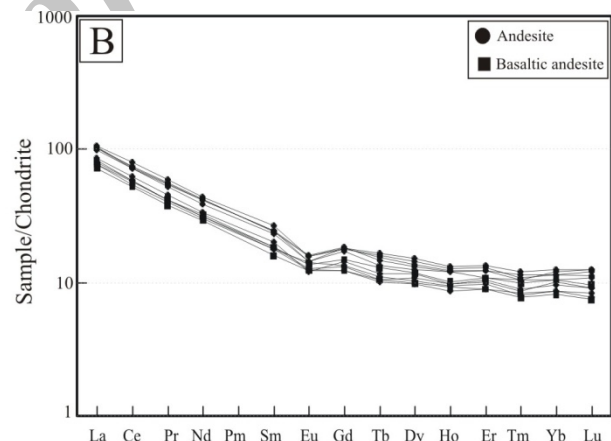 1000
B
Andesite
Basaltic andesite
100
Sample/Chondrite
10
1
La Ce Pr Nd Pm Sm Eu Gd Tb Dy Ho Er Tm Yb Lu